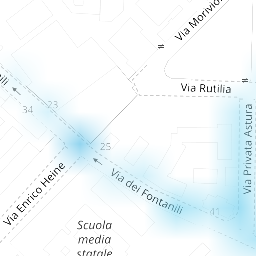 Via Morivio
Via Rutilia
34
23
25
Via dei Fontanili
Via Privata Astura
41
Via Enrico Heine
Scuola
media
statale